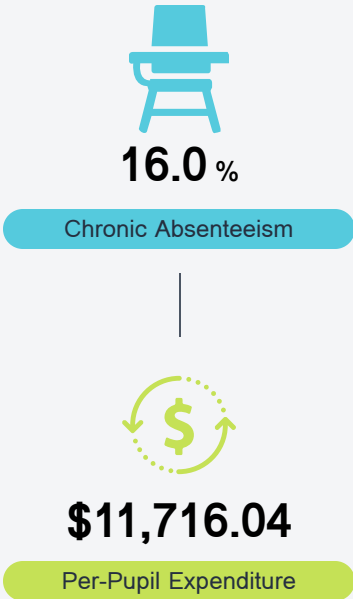 16.0 %
Chronic Absenteeism
$
$11,716.04
Per-Pupil Expenditure